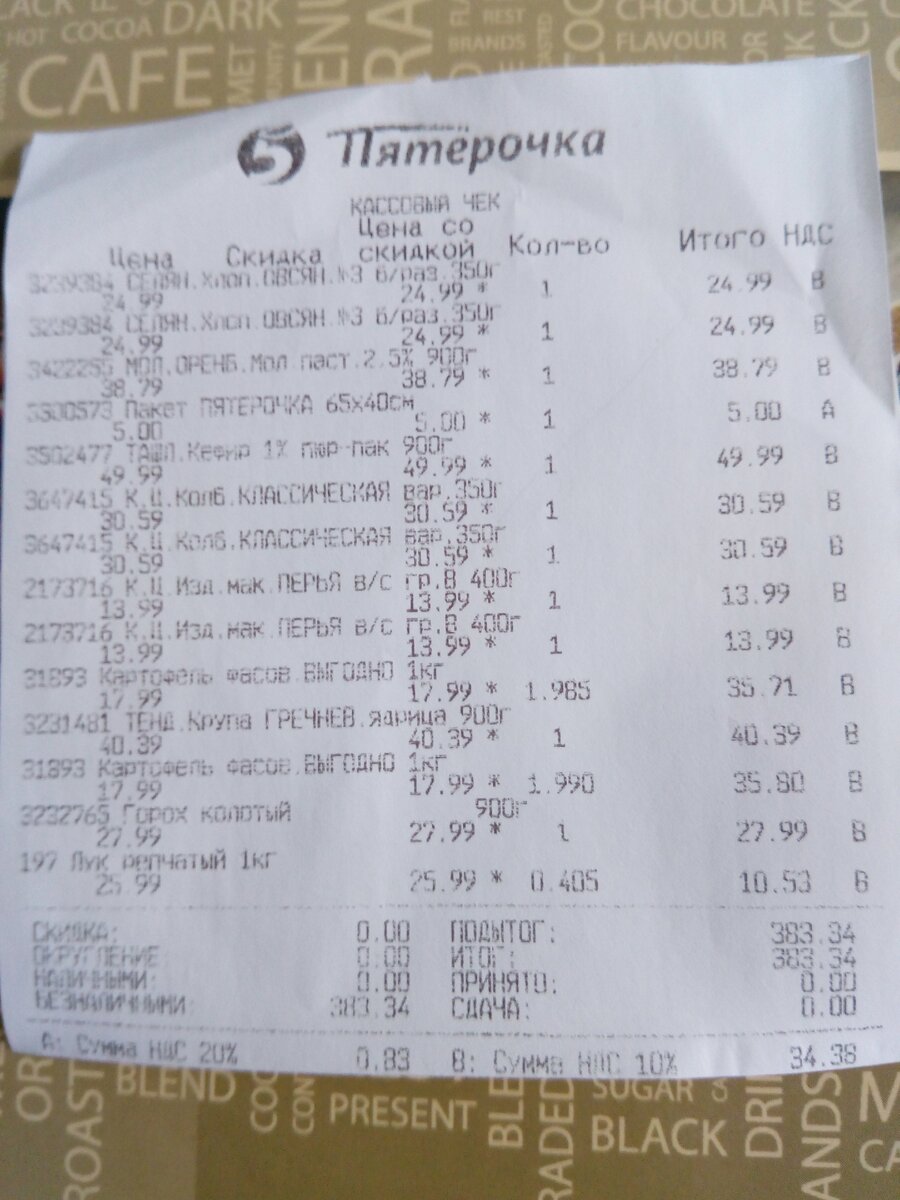 BLACK
DARK
CHOCOLATE
HOT COCOA
CAFE
BEST
BRANDS
FLAVOUR
5 Пятёрочка
КАССОВЫЙ ЧЕК
Цена Скидка Цена со скидкой Кол-во Итого НДС
3239384 СЕЛЯН.Хлоп.ОВСЯН.№3 б/раз.350г
24.99 24.99 * 1 24.99 В
3239384 СЕЛЯН.Хлоп.ОВСЯН.№3 б/раз.350г
24.99 24.99 * 1 24.99 В
3422255 МОЛ.ОРЕНБ.Мол.паст.2,5% 900г
38.79 38.79 * 1 38.79 В
3300573 Пакет ПЯТЕРОЧКА 65х40см
5.00 5.00 * 1 5.00 А
3502477 ТАШЛ.Кефир 1% пюр-пак 900г
49.99 49.99 * 1 49.99 В
3647415 К.Ц.Колб.КЛАССИЧЕСКАЯ вар.350г
30.59 30.59 * 1 30.59 В
3647415 К.Ц.Колб.КЛАССИЧЕСКАЯ вар.350г
30.59 30.59 * 1 30.59 В
2173716 К.Ц.Изд.мак.ПЕРЬЯ в/с гр.В 400г
13.99 13.99 * 1 13.99 В
2173716 К.Ц.Изд.мак.ПЕРЬЯ в/с гр.В 400г
13.99 13.99 * 1 13.99 В
31893 Картофель фасов.ВЫГОДНО 1кг
17.99 17.99 * 1.985 35.71 В
3231481 ТЕНД.Крупа ГРЕЧНЕВ.ядрица 900г
40.39 40.39 * 1 40.39 В
31893 Картофель фасов.ВЫГОДНО 1кг
17.99 17.99 * 1.990 35.80 В
3232765 Горох колотый 900г
27.99 27.99 * 1 27.99 В
197 Лук репчатый 1кг
25.99 25.99 * 0.405 10.53 В
СКИДКА: 0.00 ПОДЫТОГ: 383.34
ОКРУГЛЕНИЕ 0.00 ИТОГ: 383.34
НАЛИЧНЫМИ: 0.00 ПРИНЯТО: 0.00
БЕЗНАЛИЧНЫМИ: 383.34 СДАЧА: 0.00
А: Сумма НДС 20% 0.83 В: Сумма НДС 10% 34.38
BLEND
PRESENT
SUGAR
BLACK
ROAST